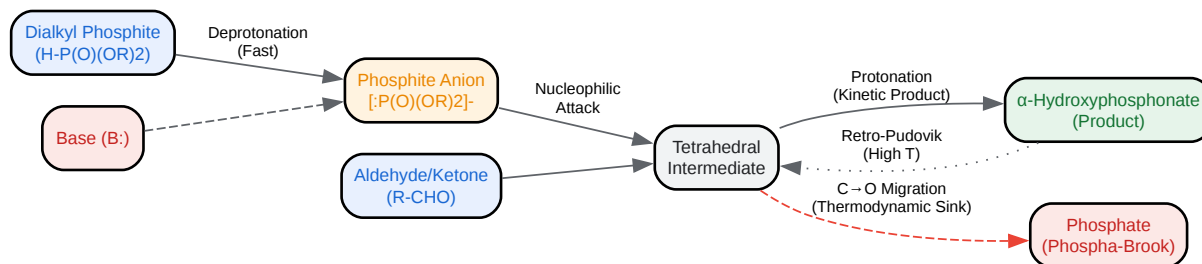 Dialkyl Phosphite
(H-P(O)(OR)2)
Deprotonation
(Fast)
Base (B:)
Phosphite Anion
[:P(O)(OR)2]-
Nucleophilic
Attack
Aldehyde/Ketone
(R-CHO)
Tetrahedral
Intermediate
Protonation
(Kinetic Product)
Retro-Pudovik
(High T)
C→O Migration
(Thermodynamic Sink)
α-Hydroxyphosphonate
(Product)
Phosphate
(Phospha-Brook)